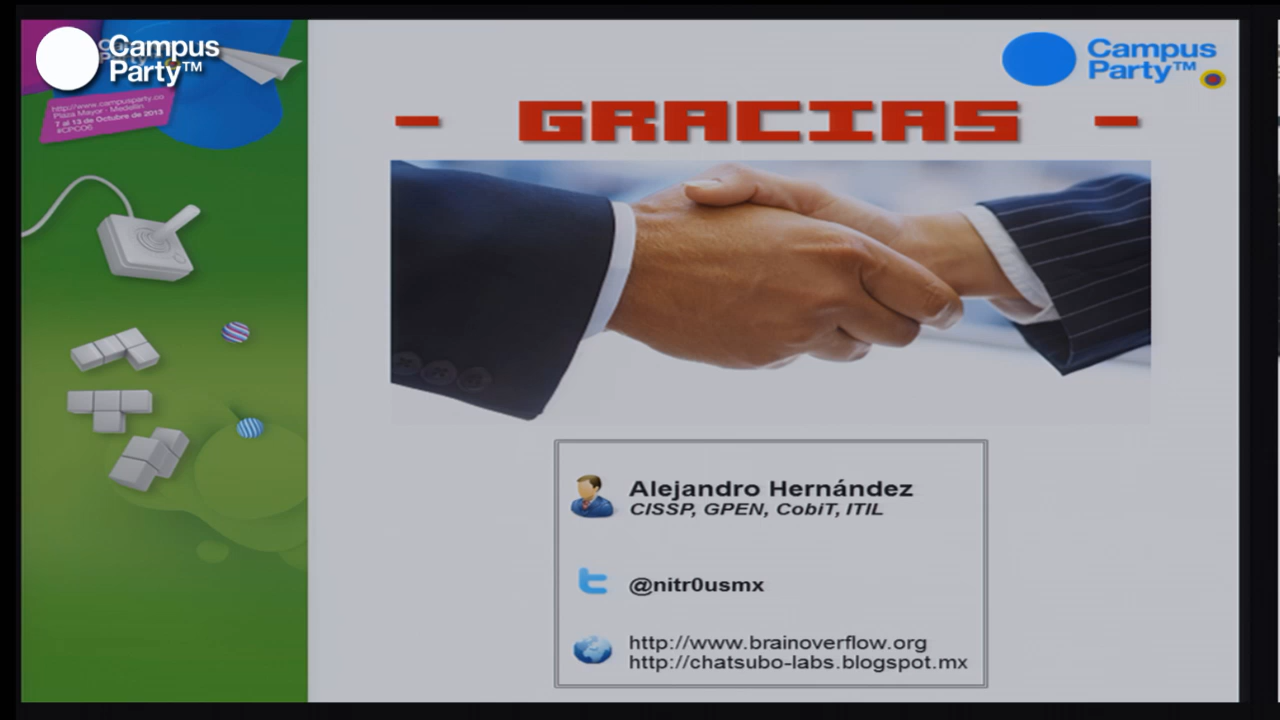 Campus
Party™
http://www.campusparty.co
Plaza Mayor - Medellín
7 al 13 de Octubre de 2013
#CPCO6
Campus
Party™
- GRACIAS -
Alejandro Hernández
CISSP, GPEN, CobiT, ITIL
@nitr0usmx
http://www.brainoverflow.org
http://chatsubo-labs.blogspot.mx